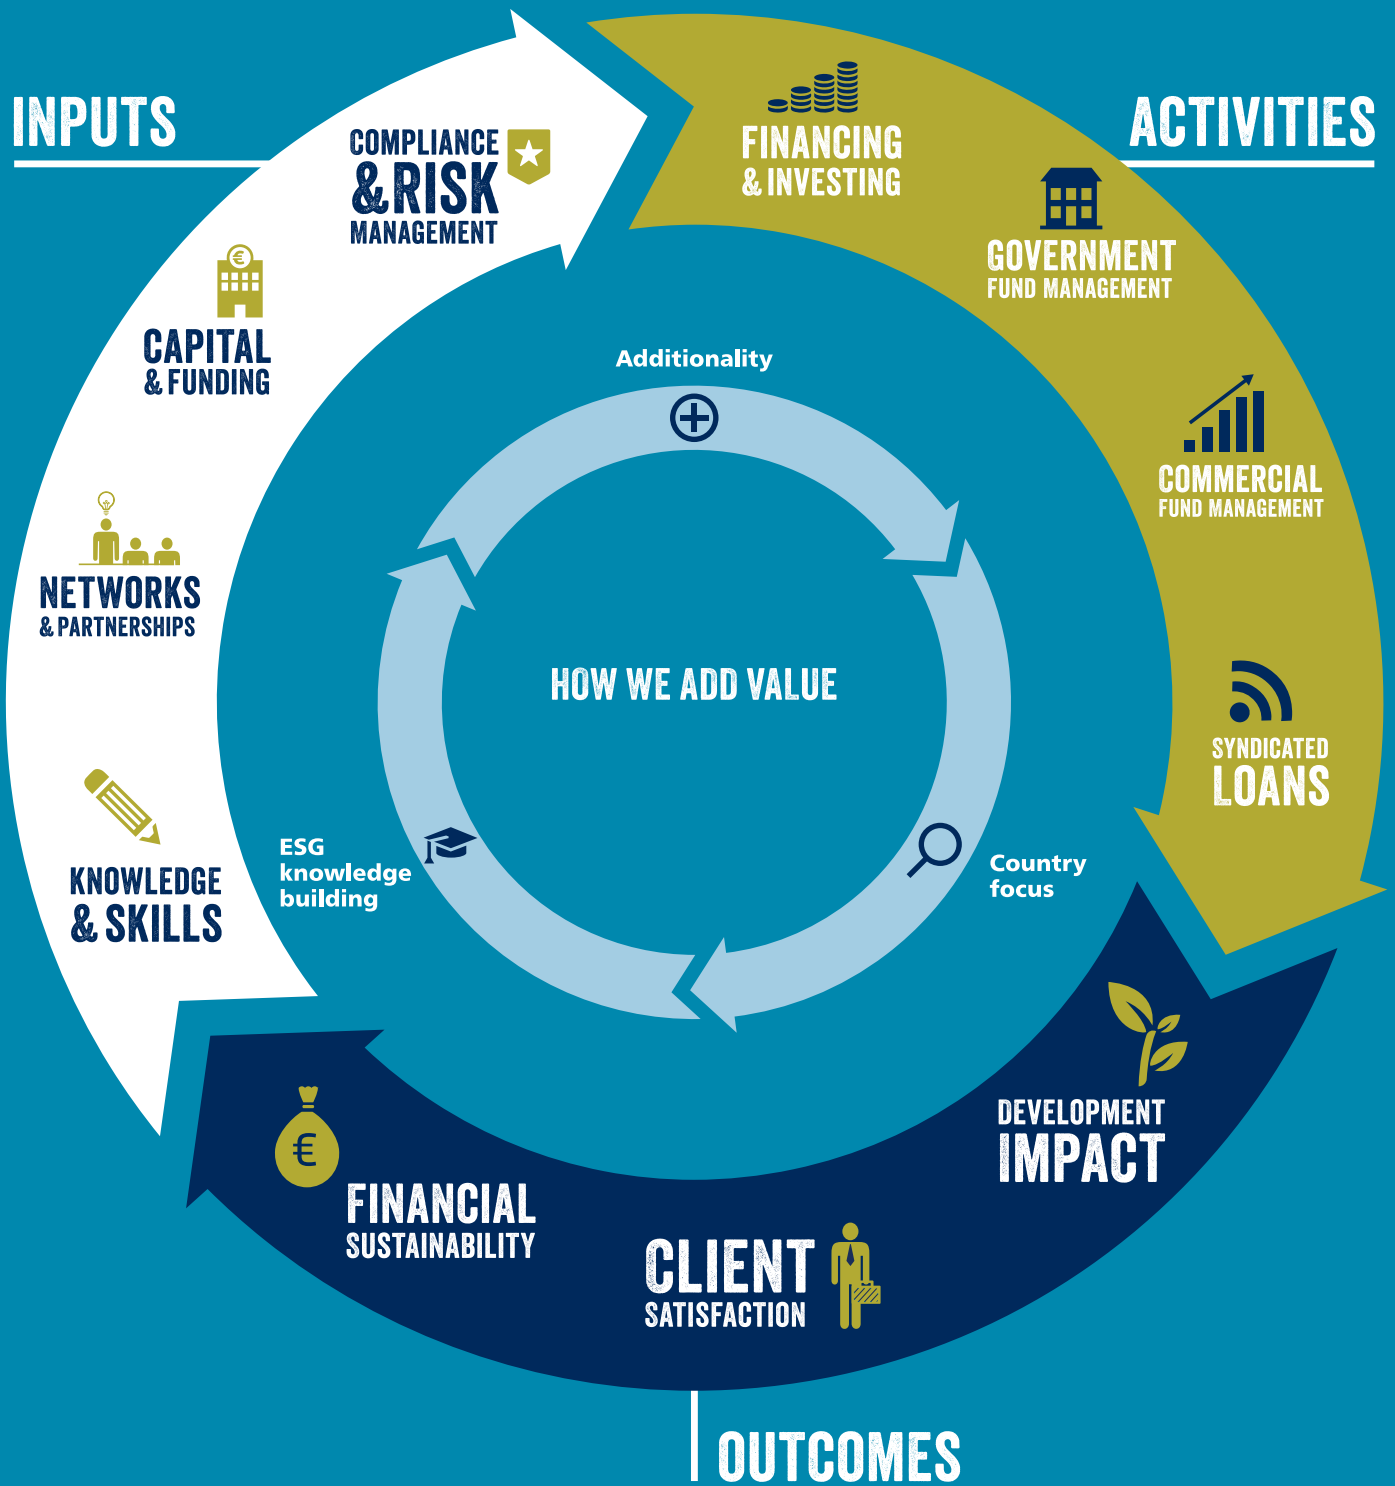 INPUTS
COMPLIANCE
& RISK
MANAGEMENT
€
CAPITAL
& FUNDING
NETWORKS
& PARTNERSHIPS
KNOWLEDGE
& SKILLS
ACTIVITIES
FINANCING
& INVESTING
GOVERNMENT
FUND MANAGEMENT
COMMERCIAL
FUND MANAGEMENT
SYNDICATED
LOANS
Additionality
HOW WE ADD VALUE
ESG
knowledge
building
Country
focus
DEVELOPMENT
IMPACT
CLIENT
SATISFACTION
€
FINANCIAL
SUSTAINABILITY
OUTCOMES